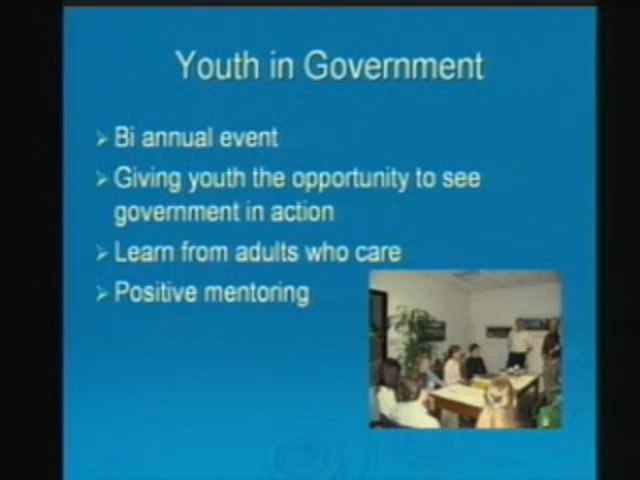 Youth in Government
Bi annual event
Giving youth the opportunity to see
government in action
Learn from adults who care
Positive mentoring